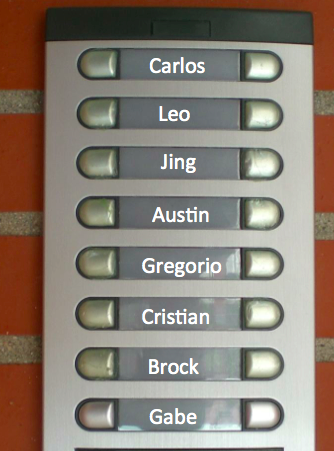 Carlos
Leo
Jing
Austin
Gregorio
Cristian
Brock
Gabe